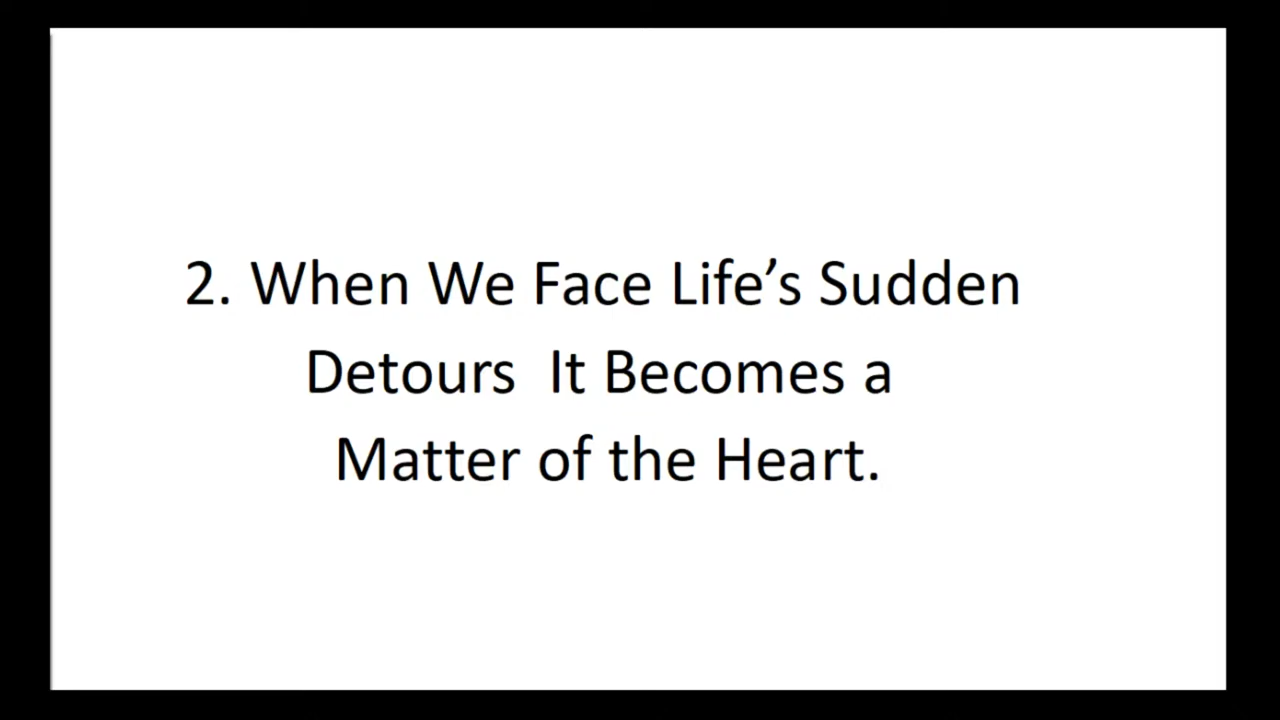 2. When We Face Life’s Sudden
Detours  It Becomes a
Matter of the Heart.